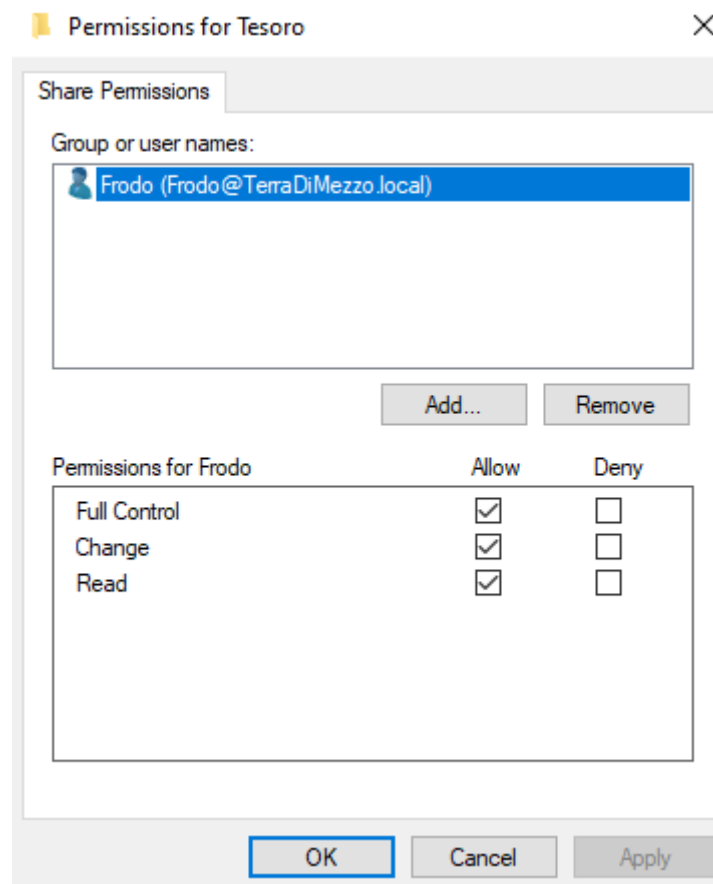 Permissions for Tesoro
Share Permissions
Group or user names:
Frodo (Frodo@TerraDiMezzo.local)
Add... Remove
Permissions for Frodo Allow Deny
Full Control
Change
Read
OK Cancel Apply